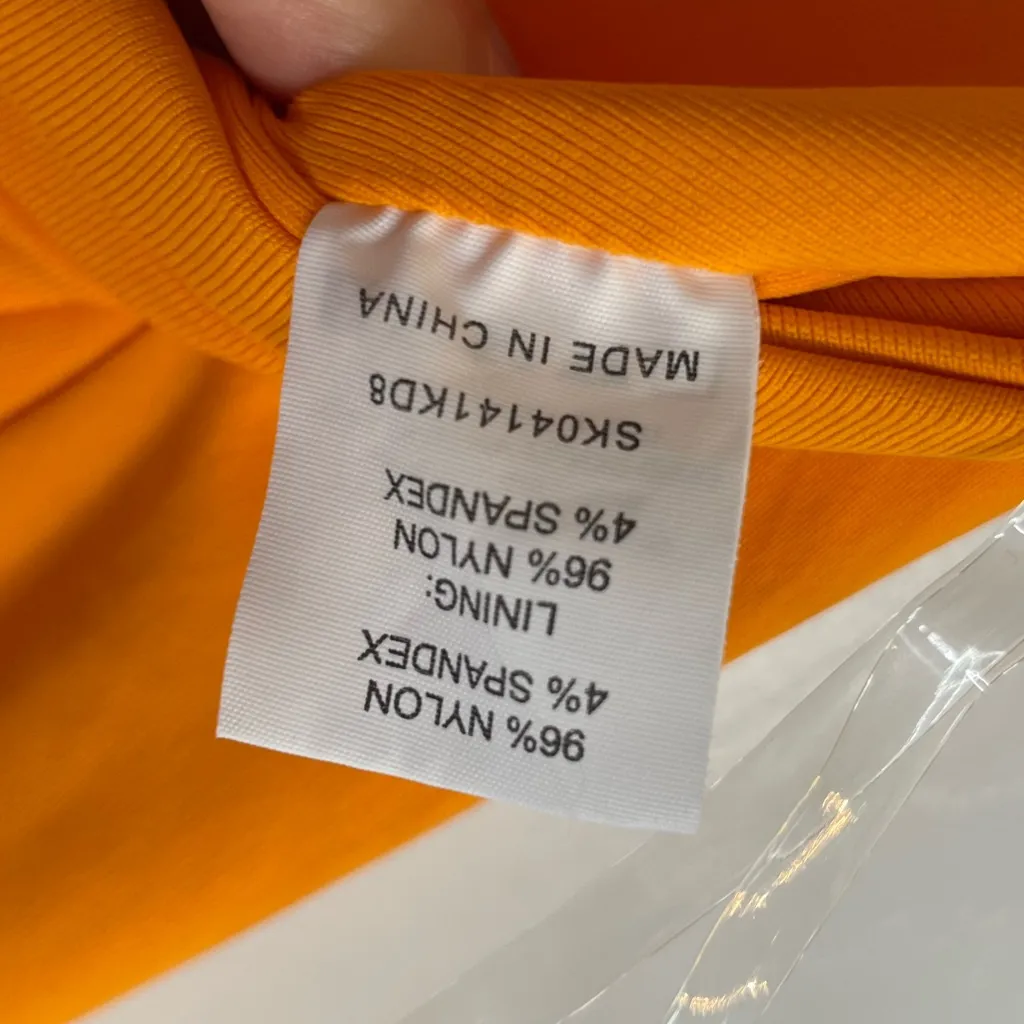 96% NYLON
4% SPANDEX
LINING:
96% NYLON
4% SPANDEX
SK04141KD8
MADE IN CHINA